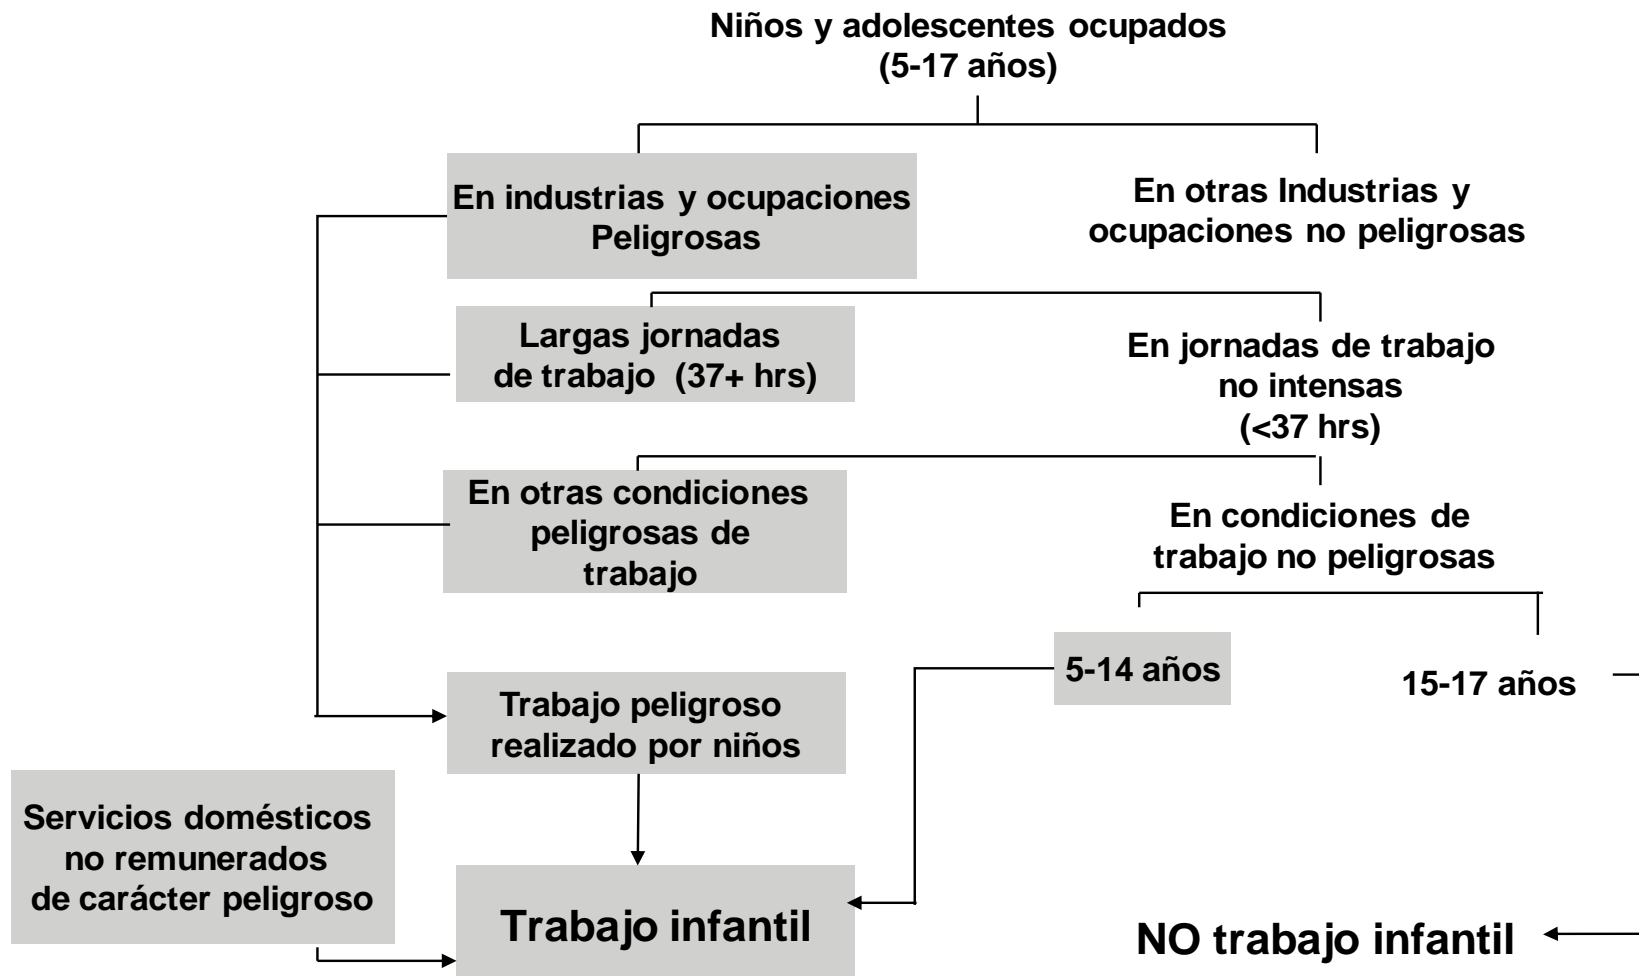 Niños y adolescentes ocupados
(5-17 años)
En industrias y ocupaciones
Peligrosas
En otras Industrias y
ocupaciones no peligrosas
Largas jornadas
de trabajo (37+ hrs)
En jornadas de trabajo
no intensas
(<37 hrs)
En otras condiciones
peligrosas de
trabajo
En condiciones de
trabajo no peligrosas
5-14 años
15-17 años
Trabajo peligroso
realizado por niños
Servicios domésticos
no remunerados
de carácter peligroso
Trabajo infantil
NO trabajo infantil